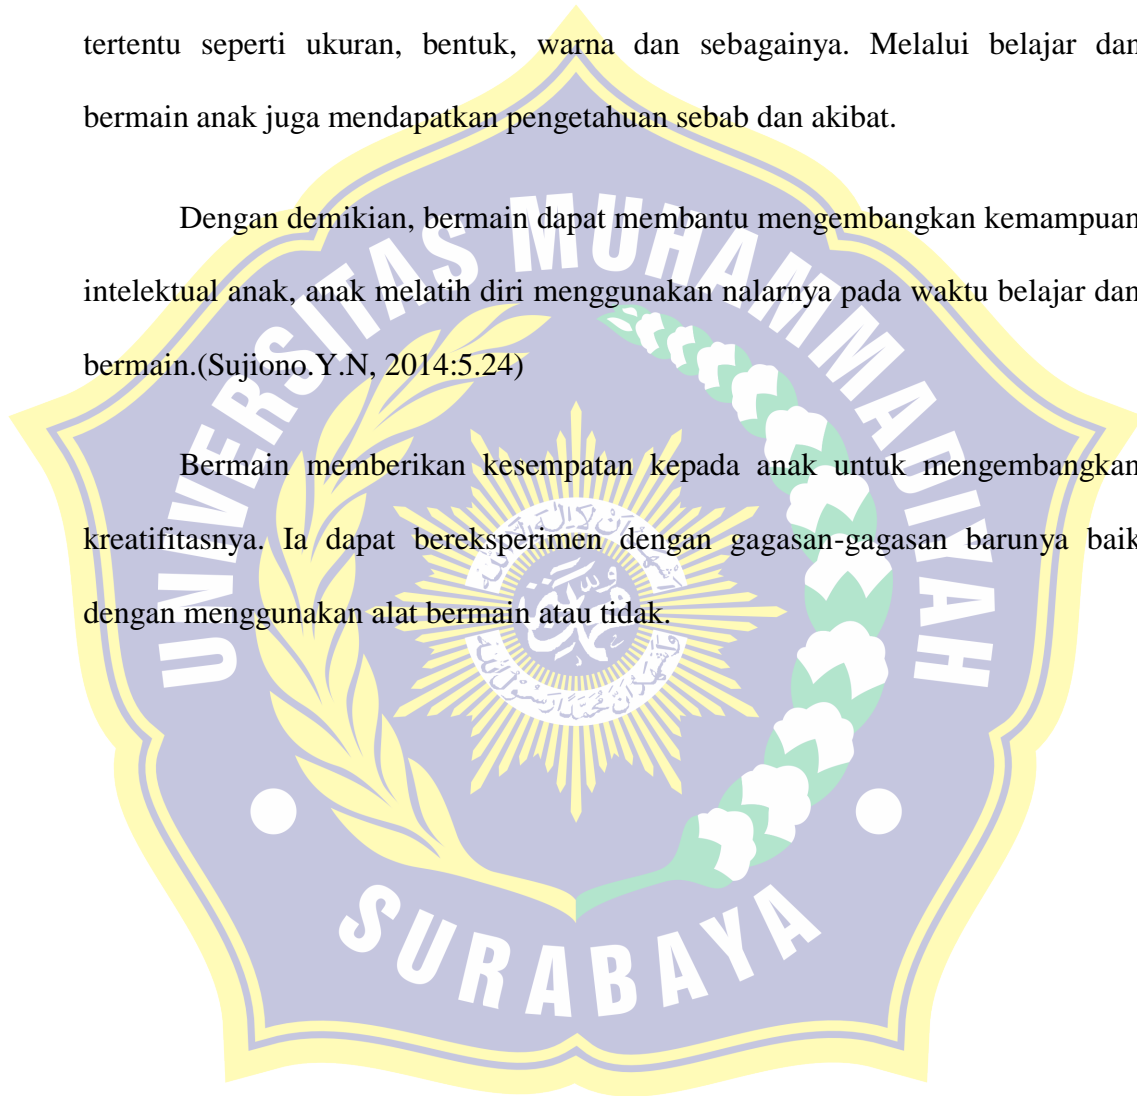 tertentu seperti ukuran, bentuk, warna dan sebagainya. Melalui belajar dan
bermain anak juga mendapatkan pengetahuan sebab dan akibat.
Dengan demikian, bermain dapat membantu mengembangkan kemampuan
intelektual anak, anak melatih diri menggunakan nalarnya pada waktu belajar dan
bermain.(Sujiono.Y.N, 2014:5.24)
Bermain memberikan kesempatan kepada anak untuk mengembangkan
kreatifitasnya. Ia dapat bereksperimen dengan gagasan-gagasan barunya baik
dengan menggunakan alat bermain atau tidak.
UNIVERSITAS MUHAMMADIYAH
SURABAYA